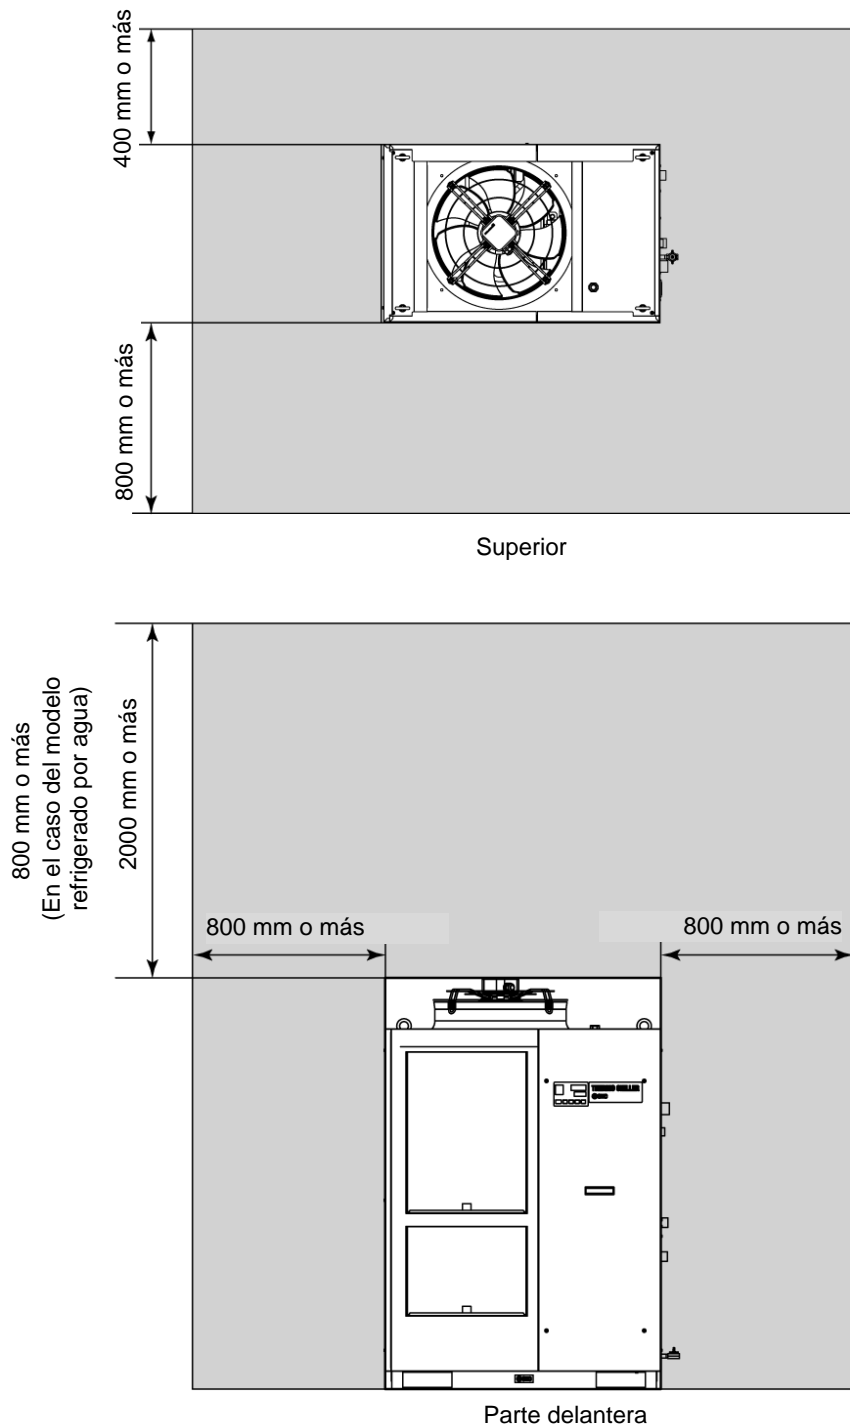 400 mm o más
800 mm o más
Superior
800 mm o más
(En el caso del modelo
refrigerado por agua)
2000 mm o más
800 mm o más
800 mm o más
Parte delantera